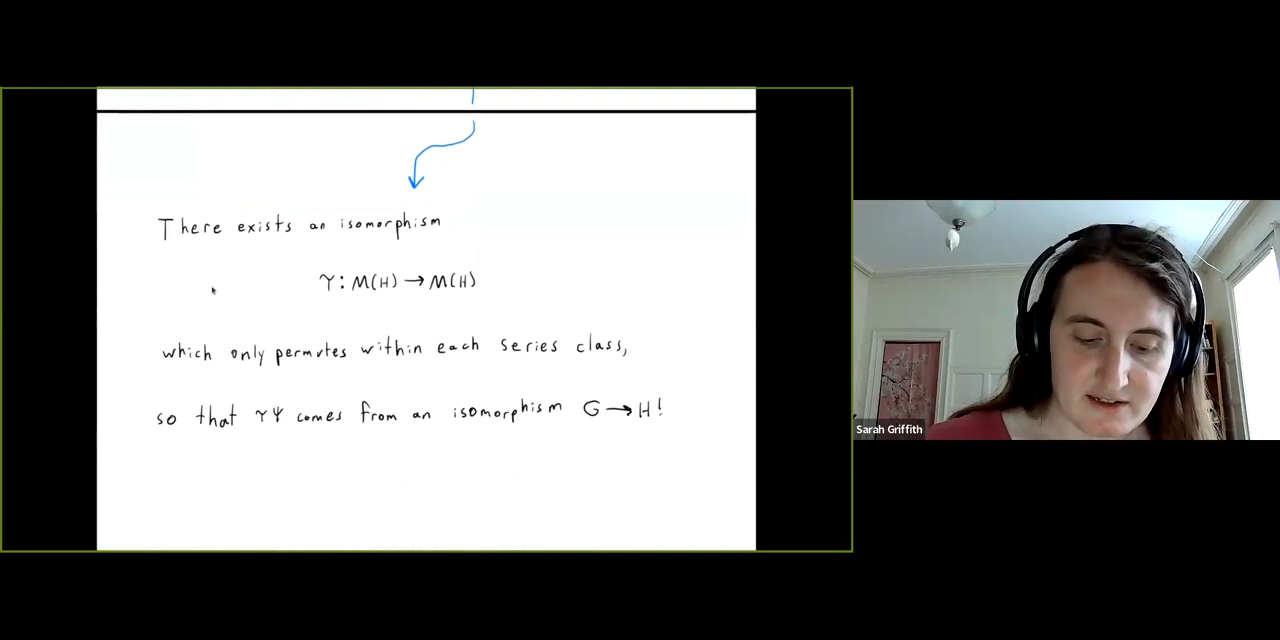 There exists an isomorphism
γ: M(H) → M(H)
which only permutes within each series class,
so that γψ comes from an isomorphism G → H!
Sarah Griffith